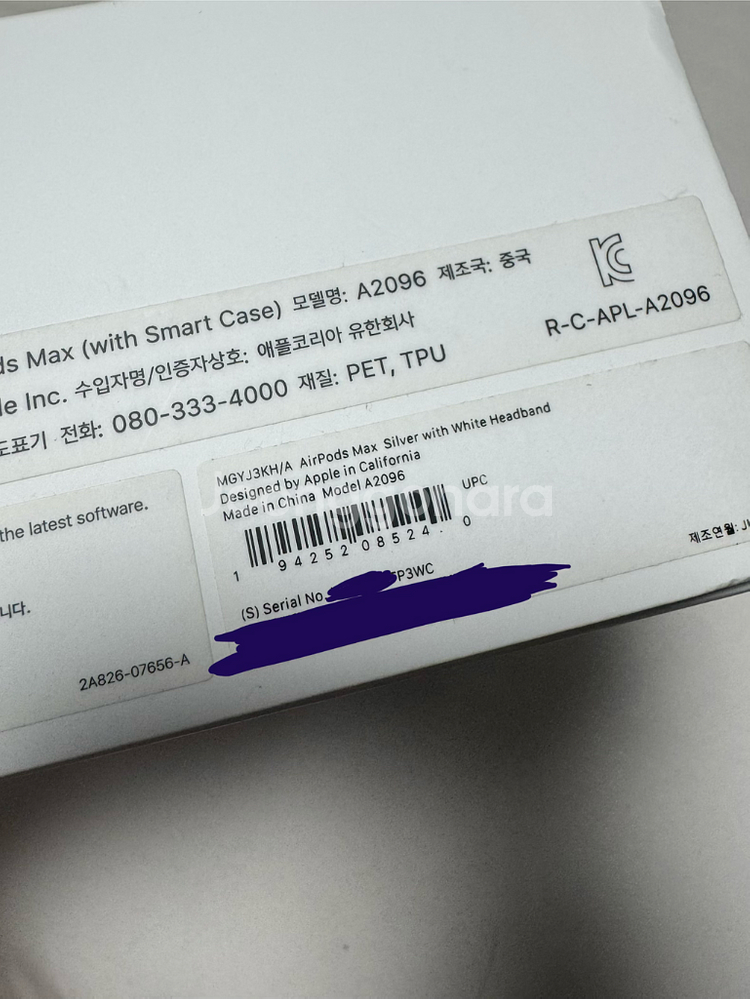 ds Max (with Smart Case) 모델명: A2096 제조국: 중국
le Inc. 수입자명/인증자상호: 애플코리아 유한회사
도표기 전화: 080-333-4000 재질: PET, TPU
R-C-APL-A2096
the latest software.
니다.
2A826-07656-A
MGYJ3KH/A AirPods Max Silver with White Headband
Designed by Apple in California
Made in China Model A2096
UPC
1 94252 08524 0
(S) Serial No
P3WC
제조연월:
Joonggonara